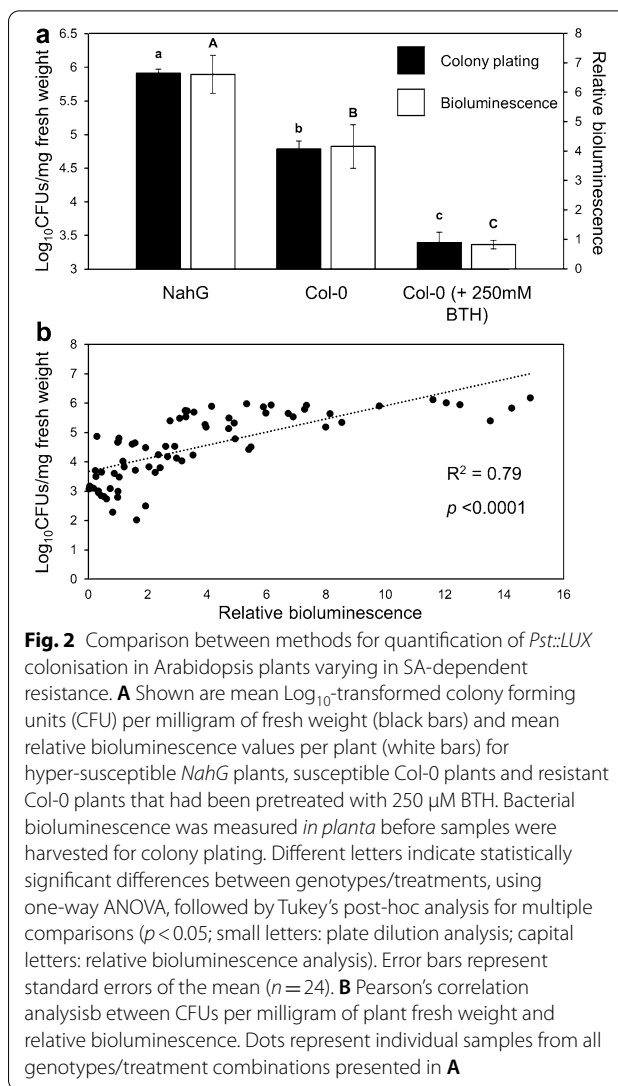 a
6.5
6
5.5
5
4.5
4
3.5
3
Log10CFUs/mg fresh weight
a
A
b
B
c
C
Colony plating
Bioluminescence
8
7
6
5
4
3
2
1
0
Relative bioluminescence
NahG
Col-0
Col-0 (+ 250mM
BTH)
b
8
7
6
5
4
3
2
1
0
Log10CFUs/mg fresh weight
R² = 0.79
p <0.0001
0 2 4 6 8 10 12 14 16
Relative bioluminescence
Fig. 2 Comparison between methods for quantification of Pst::LUX
colonisation in Arabidopsis plants varying in SA-dependent
resistance. A Shown are mean Log10-transformed colony forming
units (CFU) per milligram of fresh weight (black bars) and mean
relative bioluminescence values per plant (white bars) for
hyper-susceptible NahG plants, susceptible Col-0 plants and resistant
Col-0 plants that had been pretreated with 250 µM BTH. Bacterial
bioluminescence was measured in planta before samples were
harvested for colony plating. Different letters indicate statistically
significant differences between genotypes/treatments, using
one-way ANOVA, followed by Tukey's post-hoc analysis for multiple
comparisons (p < 0.05; small letters: plate dilution analysis; capital
letters: relative bioluminescence analysis). Error bars represent
standard errors of the mean (n = 24). B Pearson's correlation
analysisb etween CFUs per milligram of plant fresh weight and
relative bioluminescence. Dots represent individual samples from all
genotypes/treatment combinations presented in A